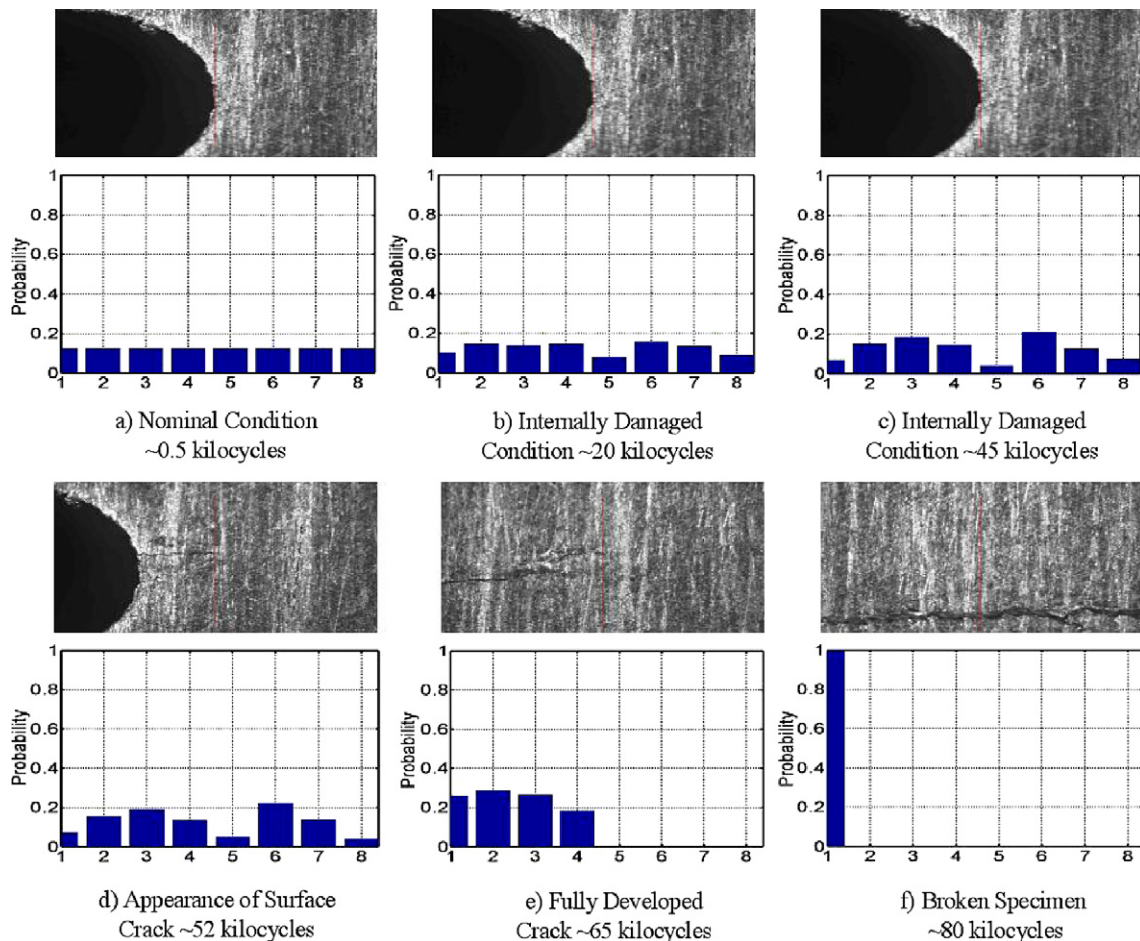 1
0.8
0.6
0.4
0.2
0
Probability
1 2 3 4 5 6 7 8
a) Nominal Condition
~0.5 kilocycles
1
0.8
0.6
0.4
0.2
0
Probability
1 2 3 4 5 6 7 8
b) Internally Damaged
Condition ~20 kilocycles
1
0.8
0.6
0.4
0.2
0
Probability
1 2 3 4 5 6 7 8
c) Internally Damaged
Condition ~45 kilocycles
1
0.8
0.6
0.4
0.2
0
Probability
1 2 3 4 5 6 7 8
d) Appearance of Surface
Crack ~52 kilocycles
1
0.8
0.6
0.4
0.2
0
Probability
1 2 3 4 5 6 7 8
e) Fully Developed
Crack ~65 kilocycles
1
0.8
0.6
0.4
0.2
0
Probability
1 2 3 4 5 6 7 8
f) Broken Specimen
~80 kilocycles